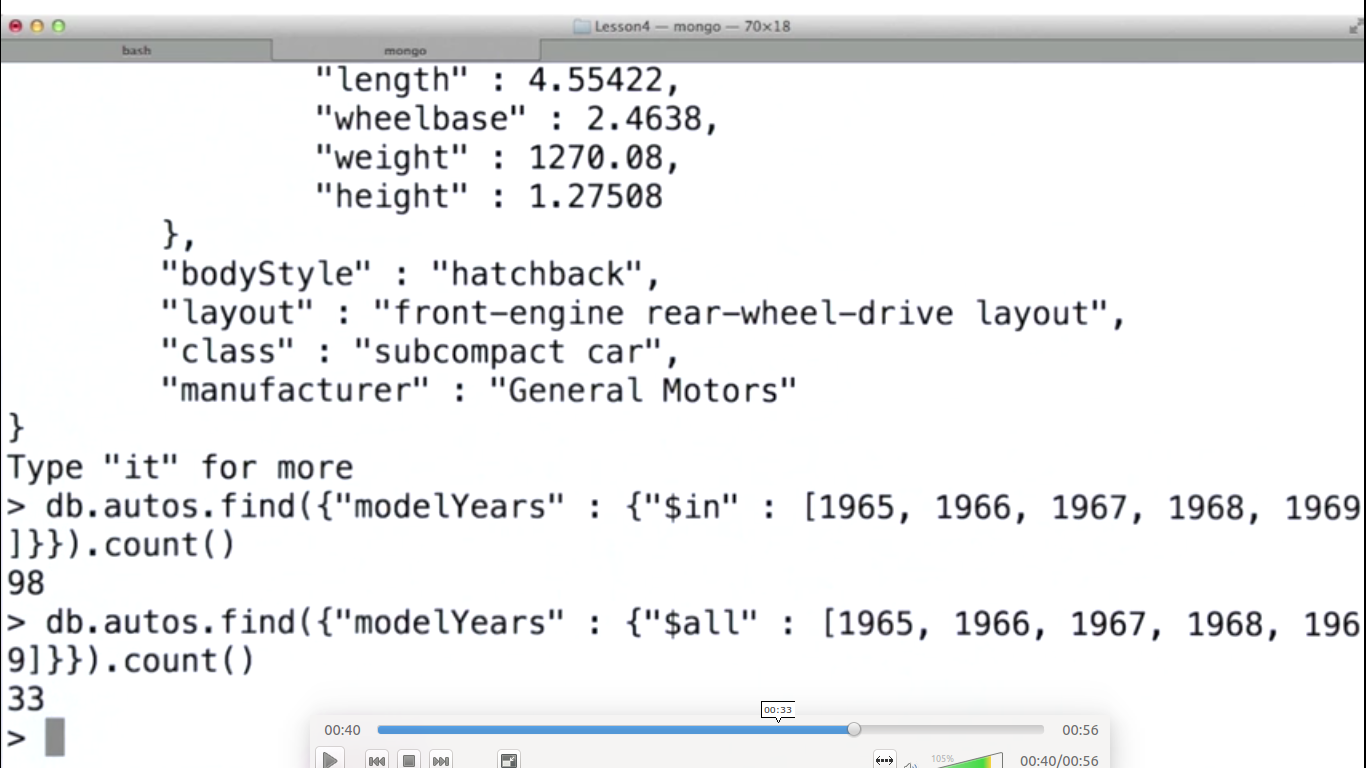 Lesson4 — mongo — 70×18
bash
mongo
"length" : 4.55422,
"wheelbase" : 2.4638,
"weight" : 1270.08,
"height" : 1.27508
},
"bodyStyle" : "hatchback",
"layout" : "front-engine rear-wheel-drive layout",
"class" : "subcompact car",
"manufacturer" : "General Motors"
}
Type "it" for more
> db.autos.find({"modelYears" : {"$in" : [1965, 1966, 1967, 1968, 1969
]}}).count()
98
> db.autos.find({"modelYears" : {"$all" : [1965, 1966, 1967, 1968, 196
9]}}).count()
33
>
00:33
00:40
00:56
105%
00:40/00:56